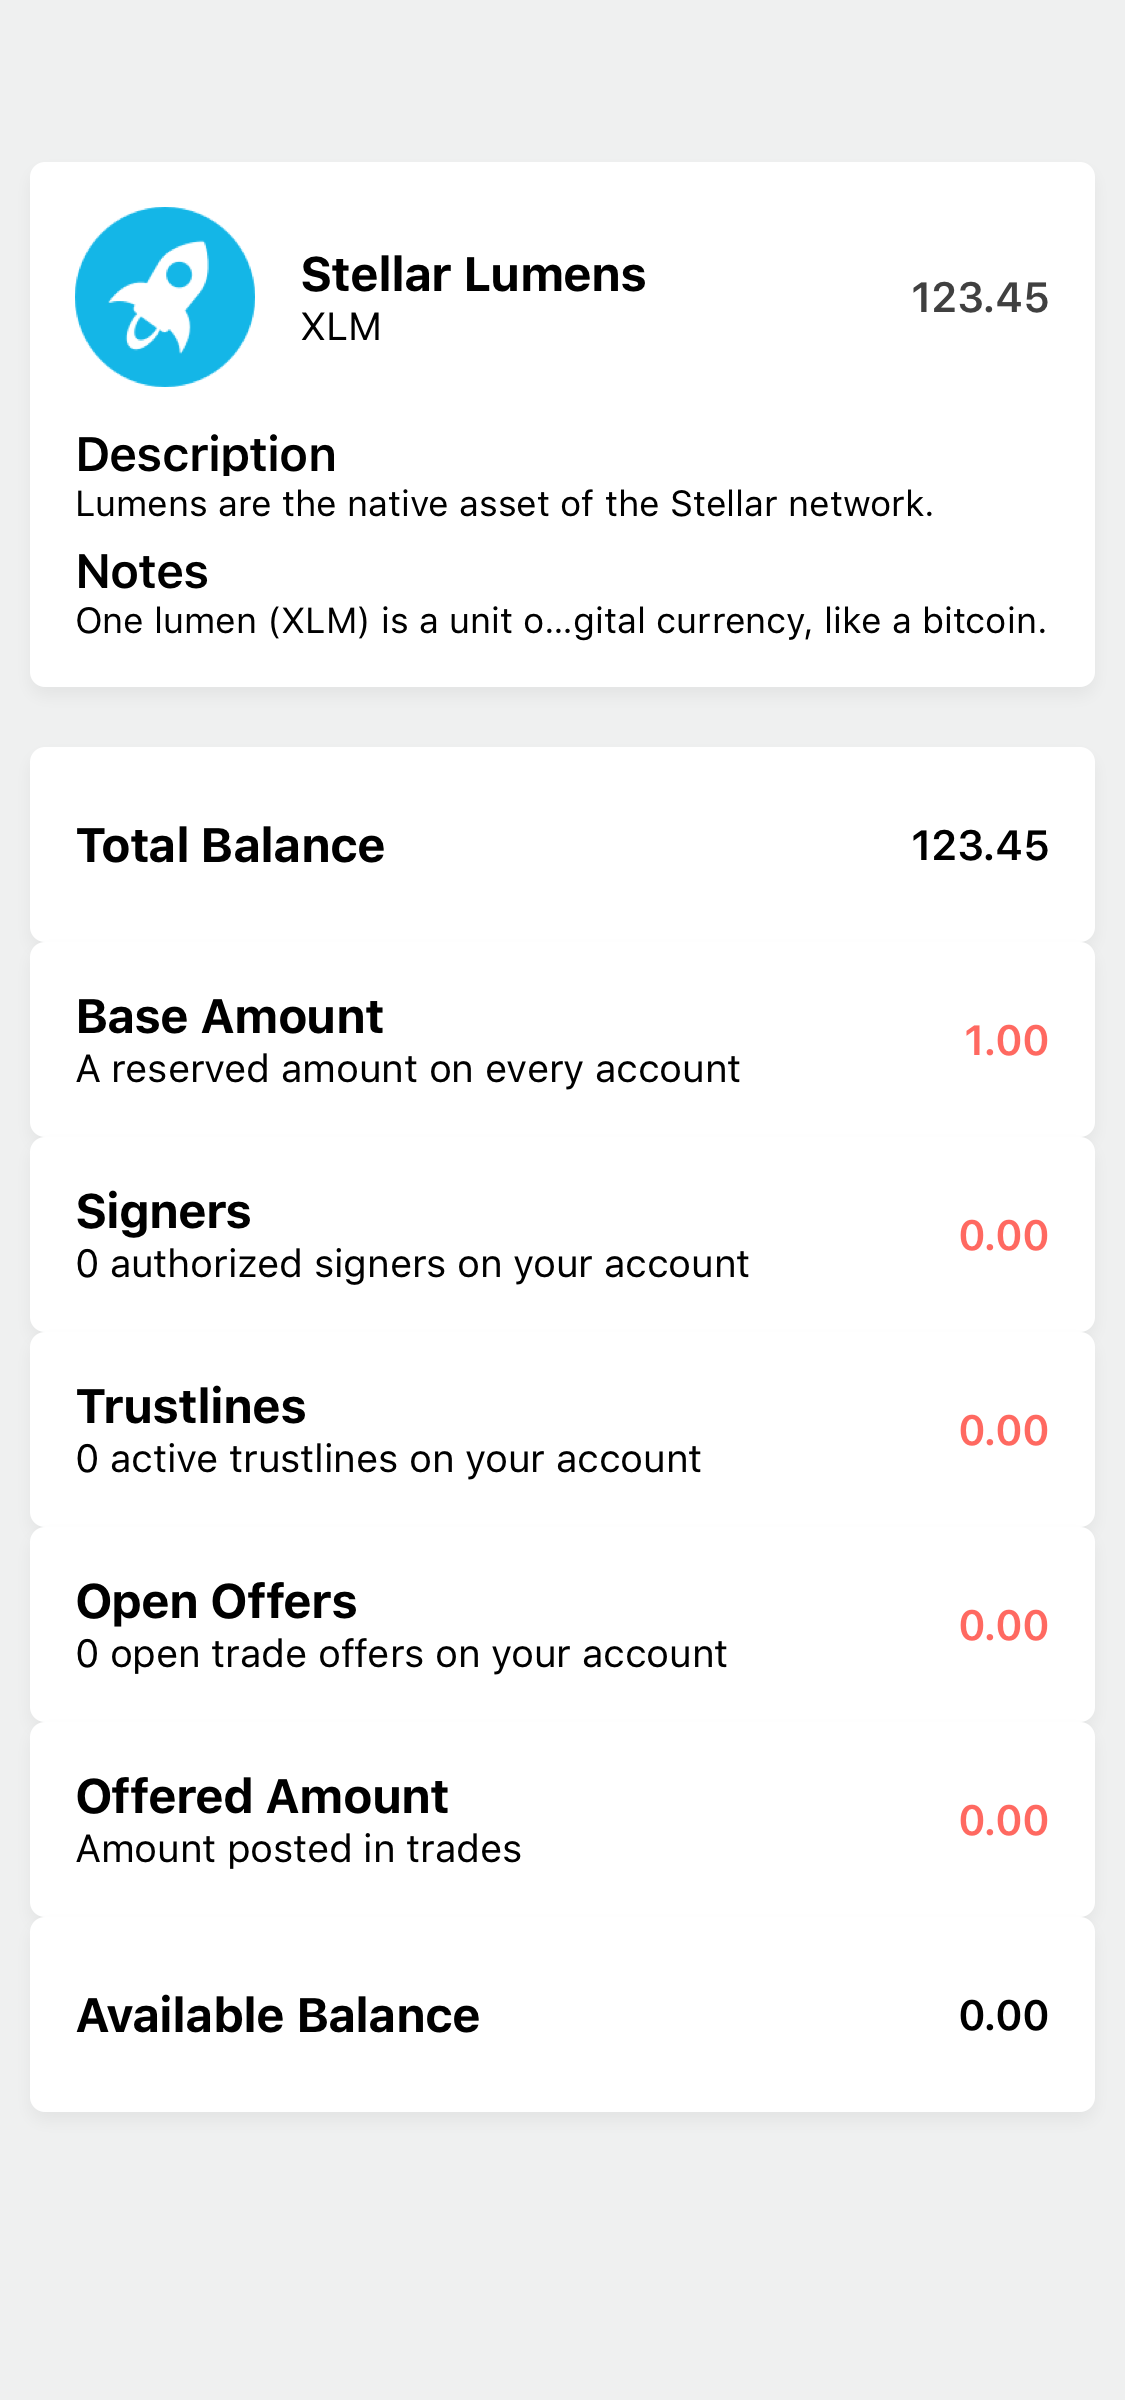 Stellar Lumens
XLM
123.45
Description
Lumens are the native asset of the Stellar network.
Notes
One lumen (XLM) is a unit o...gital currency, like a bitcoin.
Total Balance
123.45
Base Amount
A reserved amount on every account
1.00
Signers
0 authorized signers on your account
0.00
Trustlines
0 active trustlines on your account
0.00
Open Offers
0 open trade offers on your account
0.00
Offered Amount
Amount posted in trades
0.00
Available Balance
0.00